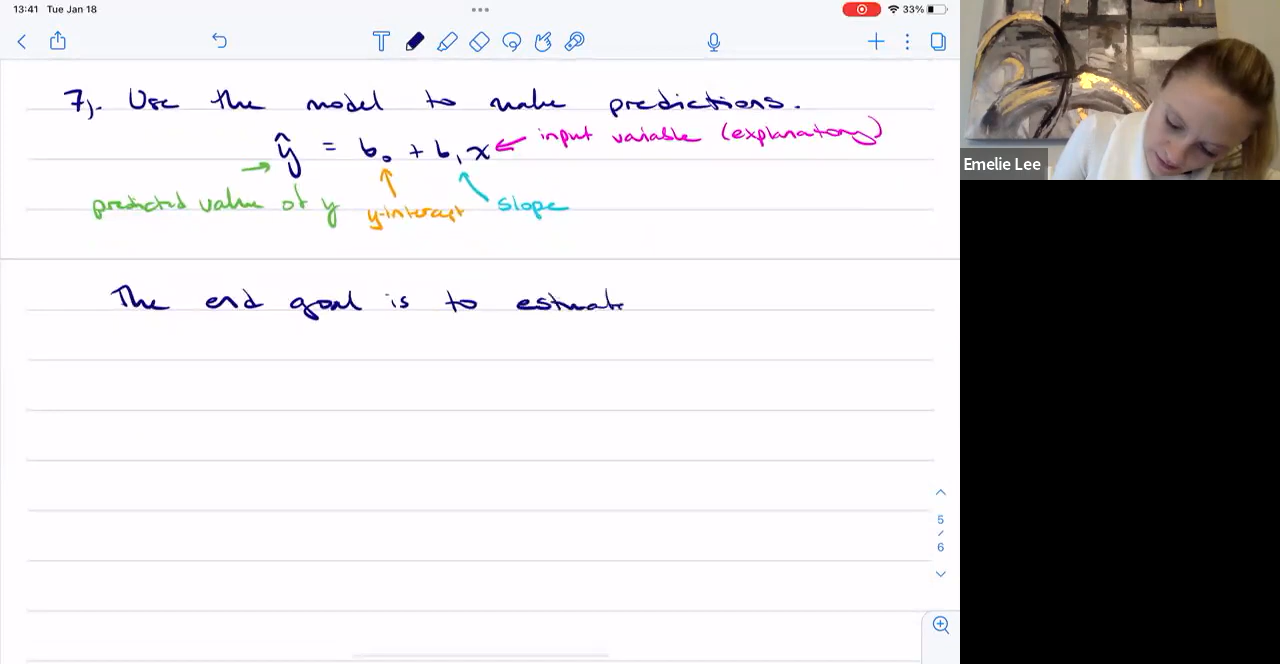 13:41 Tue Jan 18
33%
7). Use the model to make predictions.
ŷ = b₀ + b₁x ← input variable (explanatory)
predicted value of y
y-intercept
slope
The end goal is to estimate
5
/
6
Emelie Lee